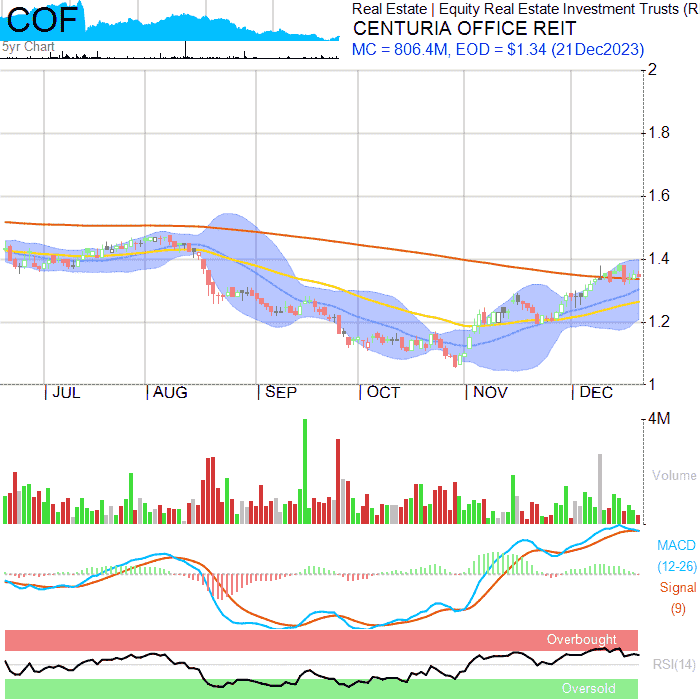 COF
5yr Chart
Real Estate | Equity Real Estate Investment Trusts (R
CENTURIA OFFICE REIT
MC = 806.4M, EOD = $1.34 (21Dec2023)
2
1.8
1.6
1.4
1.2
1
JUL AUG SEP OCT NOV DEC
4M
Volume
MACD
(12-26)
Signal
(9)
Overbought
RSI(14)
Oversold